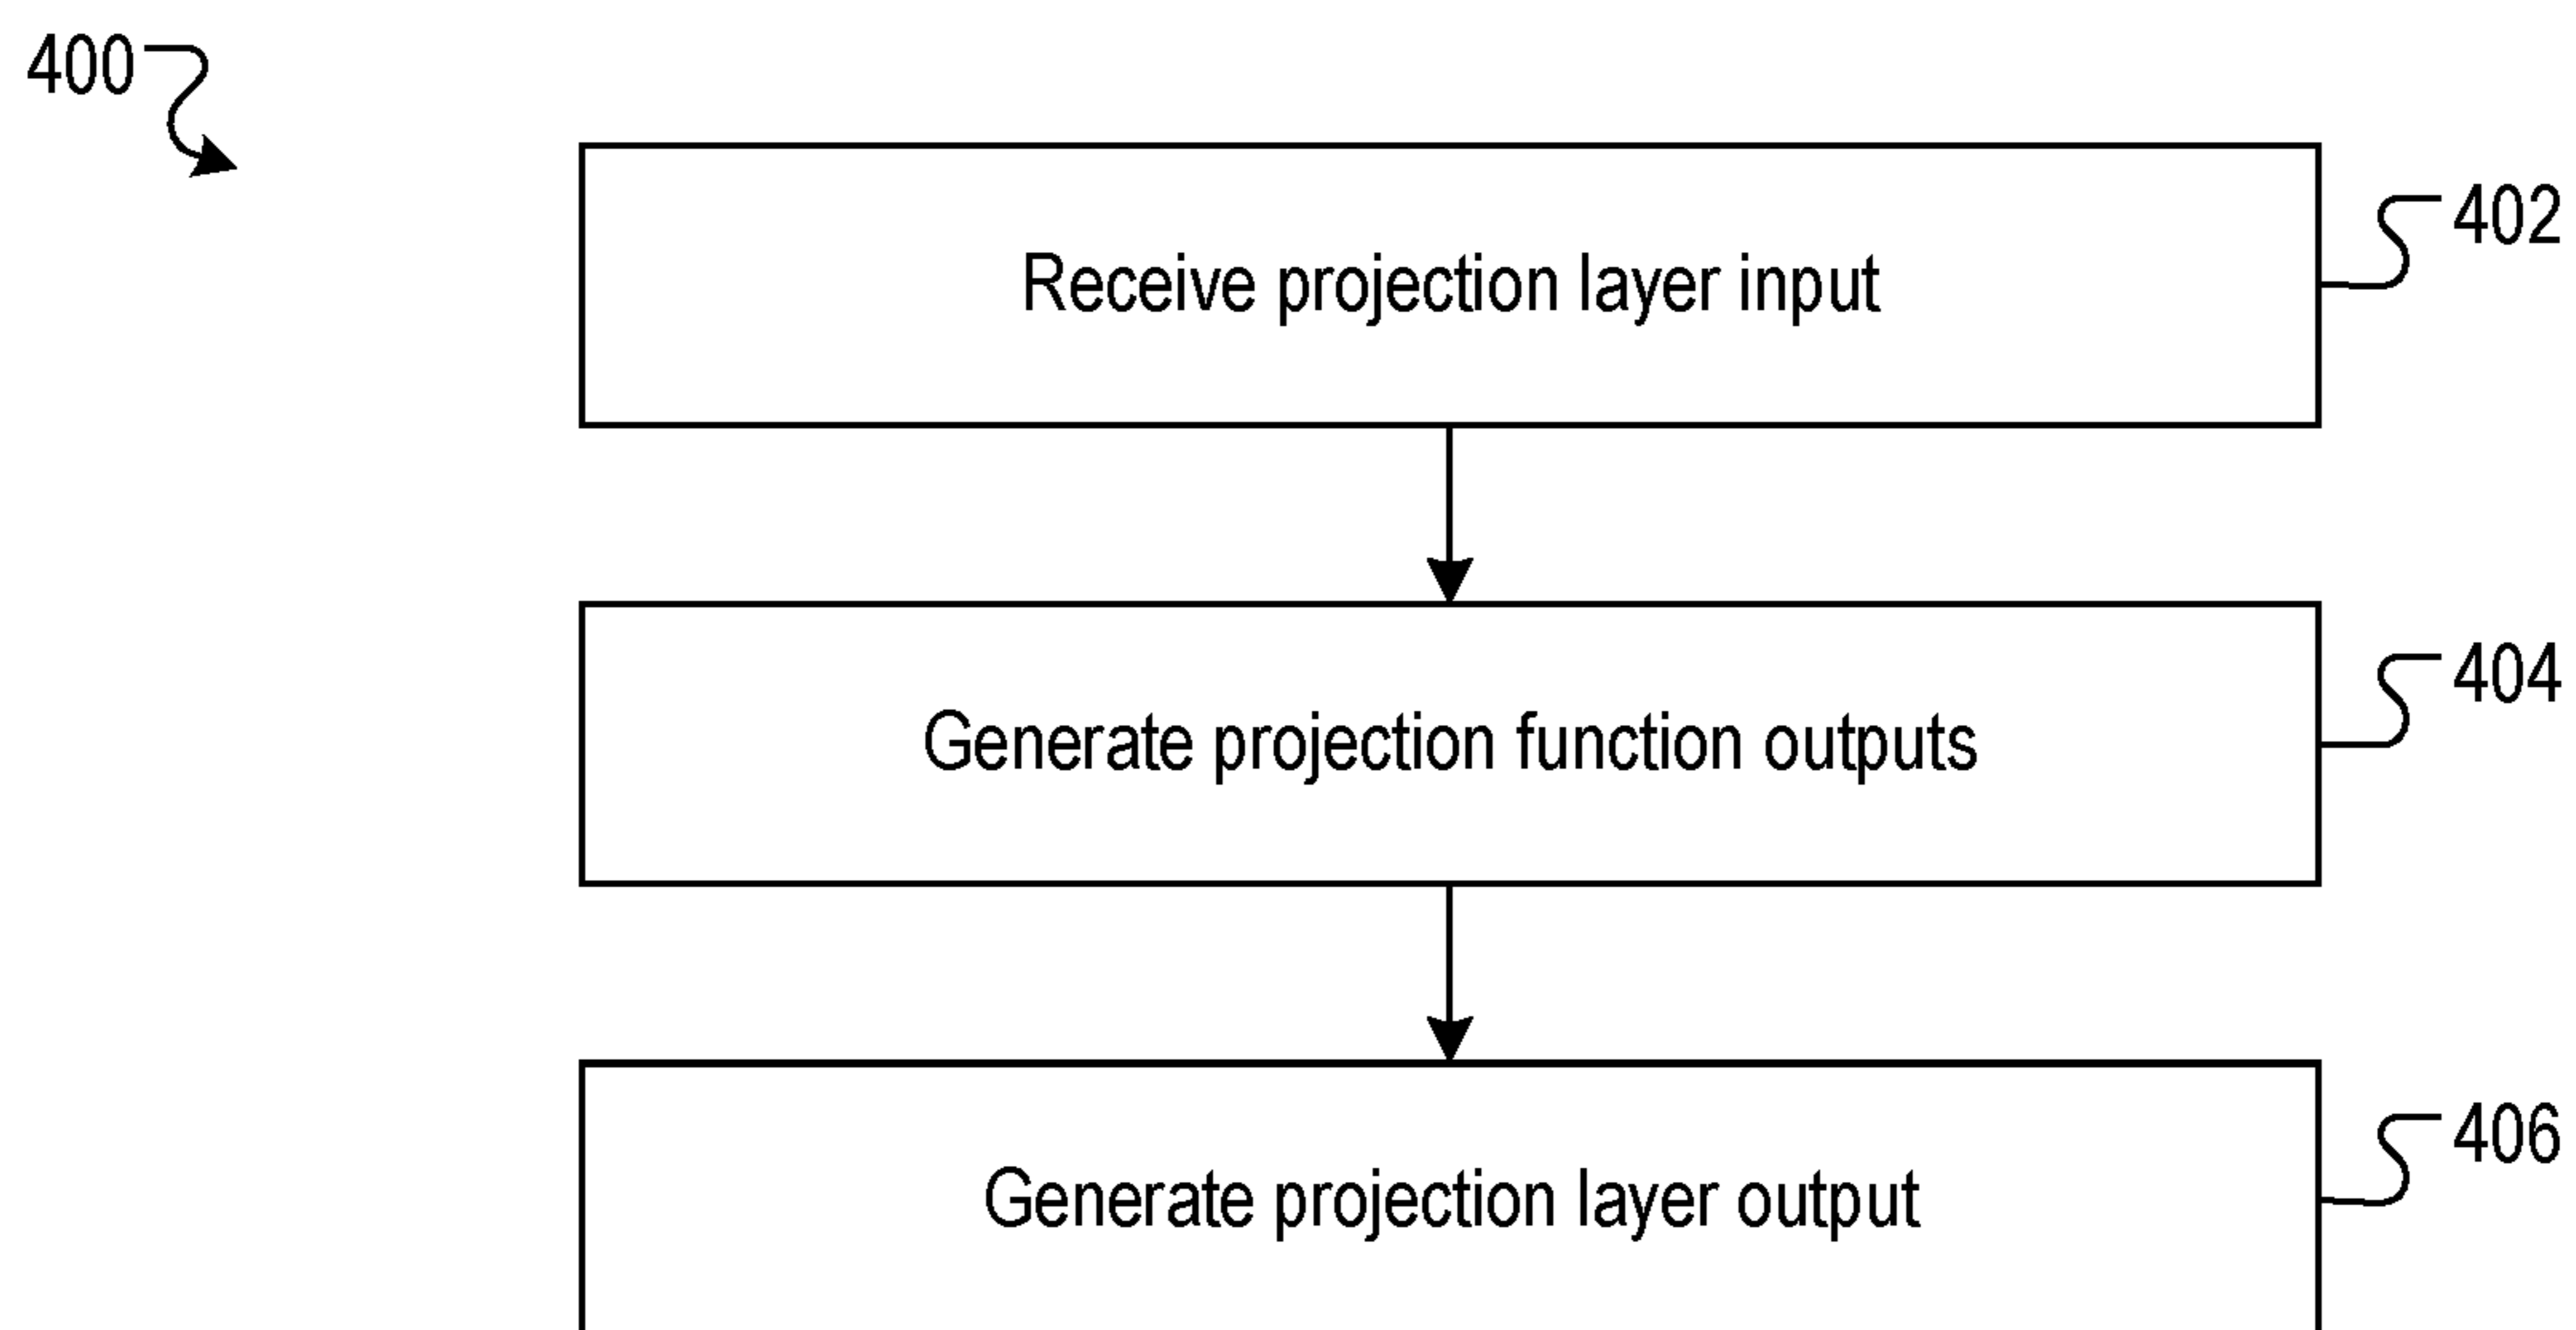 400
Receive projection layer input
402
Generate projection function outputs
404
Generate projection layer output
406